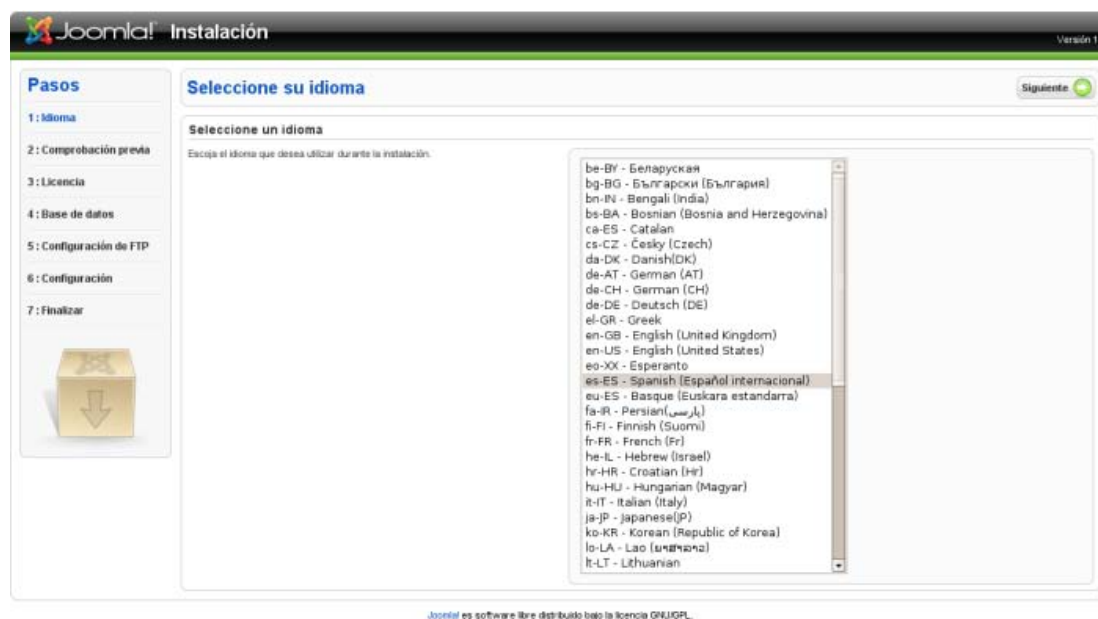 Joomla! Instalación
Versión 1
Pasos
1 : Idioma
2 : Comprobación previa
3 : Licencia
4 : Base de datos
5 : Configuración de FTP
6 : Configuración
7 : Finalizar
Seleccione su idioma
Siguiente
Seleccione un idioma
Escoja el idioma que desea utilizar durante la instalación.
be-BY - Беларуская
bg-BG - Български (България)
bn-IN - Bengali (India)
bs-BA - Bosnian (Bosnia and Herzegovina)
ca-ES - Catalan
cs-CZ - Česky (Czech)
da-DK - Danish(DK)
de-AT - German (AT)
de-CH - German (CH)
de-DE - Deutsch (DE)
el-GR - Greek
en-GB - English (United Kingdom)
en-US - English (United States)
eo-XX - Esperanto
es-ES - Spanish (Español internacional)
eu-ES - Basque (Euskara estandarra)
fa-IR - Persian(پارسی)
fi-FI - Finnish (Suomi)
fr-FR - French (Fr)
he-IL - Hebrew (Israel)
hr-HR - Croatian (Hr)
hu-HU - Hungarian (Magyar)
it-IT - Italian (Italy)
ja-JP - Japanese(JP)
ko-KR - Korean (Republic of Korea)
lo-LA - Lao (ພາສາລາວ)
lt-LT - Lithuanian
Joomla! es software libre distribuido bajo la licencia GNU/GPL.